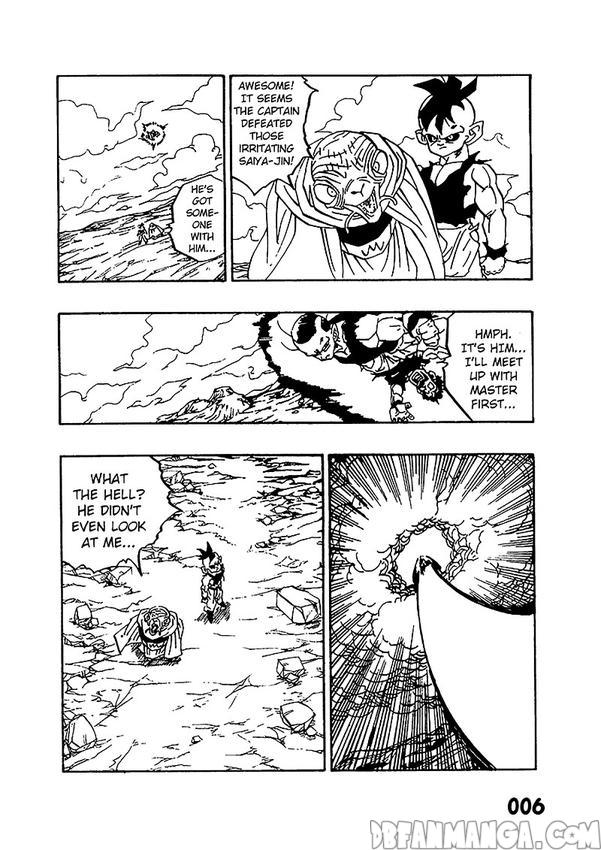 AWESOME!
IT SEEMS
THE CAPTAIN
DEFEATED
THOSE
IRRITATING
SAIYA-JIN!
HE'S
GOT
SOME-
ONE
WITH
HIM...
HMPH.
IT'S HIM...
I'LL MEET
UP WITH
MASTER
FIRST...
WHAT
THE HELL?
HE DIDN'T
EVEN LOOK
AT ME...
006
DBFANMANGA.COM